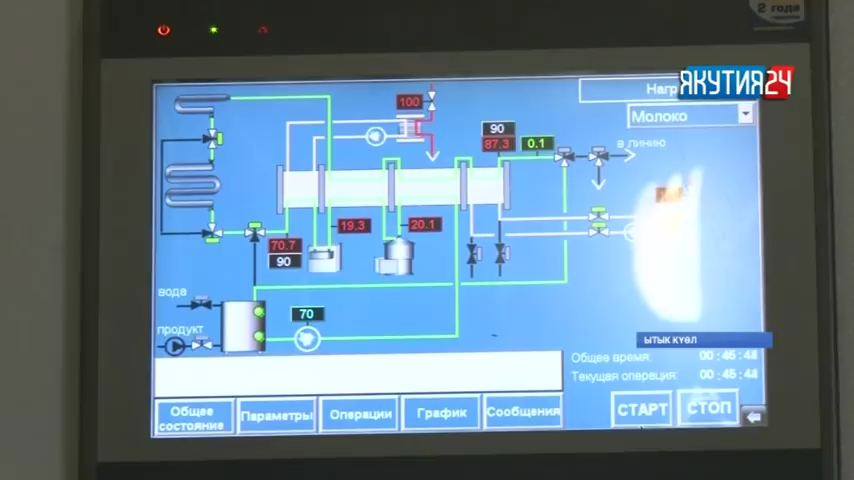 2 года
ЯКУТИЯ24
Нагр
Молоко
100
90
87.3
0.1
в линию
19.3
20.1
70.7
90
вода
70
продукт
ЫТЫК КҮӨЛ
Общее время: 00:45:44
Текущая операция: 00:45:44
Общее состояние
Параметры
Операции
График
Сообщения
СТАРТ
СТОП